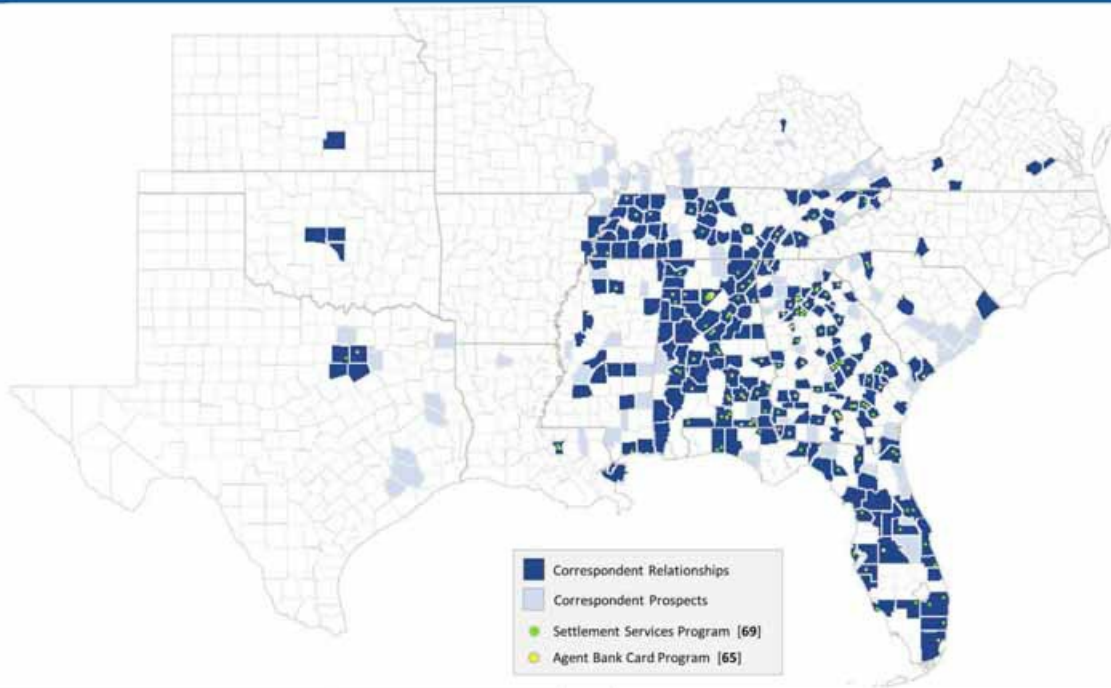 Correspondent Relationships
Correspondent Prospects
Settlement Services Program [69]
Agent Bank Card Program [65]